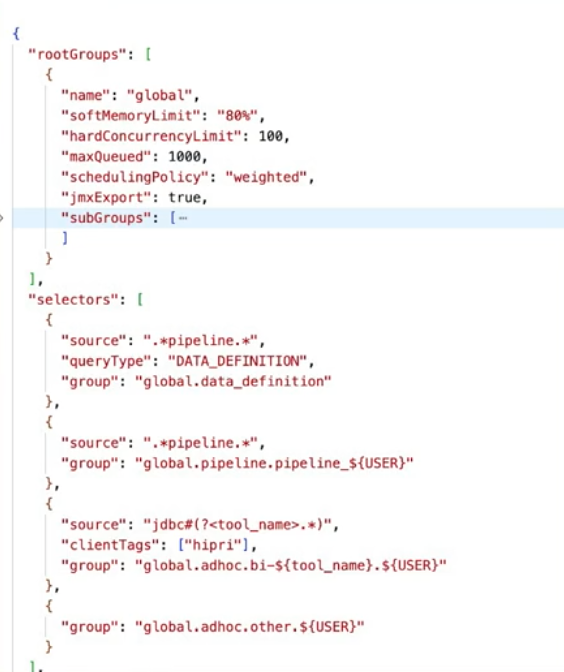 {
"rootGroups": [
{
"name": "global",
"softMemoryLimit": "80%",
"hardConcurrencyLimit": 100,
"maxQueued": 1000,
"schedulingPolicy": "weighted",
"jmxExport": true,
"subGroups": [⋯
]
}
],
"selectors": [
{
"source": ".*pipeline.*",
"queryType": "DATA_DEFINITION",
"group": "global.data_definition"
},
{
"source": ".*pipeline.*",
"group": "global.pipeline.pipeline_${USER}"
},
{
"source": "jdbc#(?<tool_name>.*)",
"clientTags": ["hipri"],
"group": "global.adhoc.bi-${tool_name}.${USER}"
},
{
"group": "global.adhoc.other.${USER}"
}
],